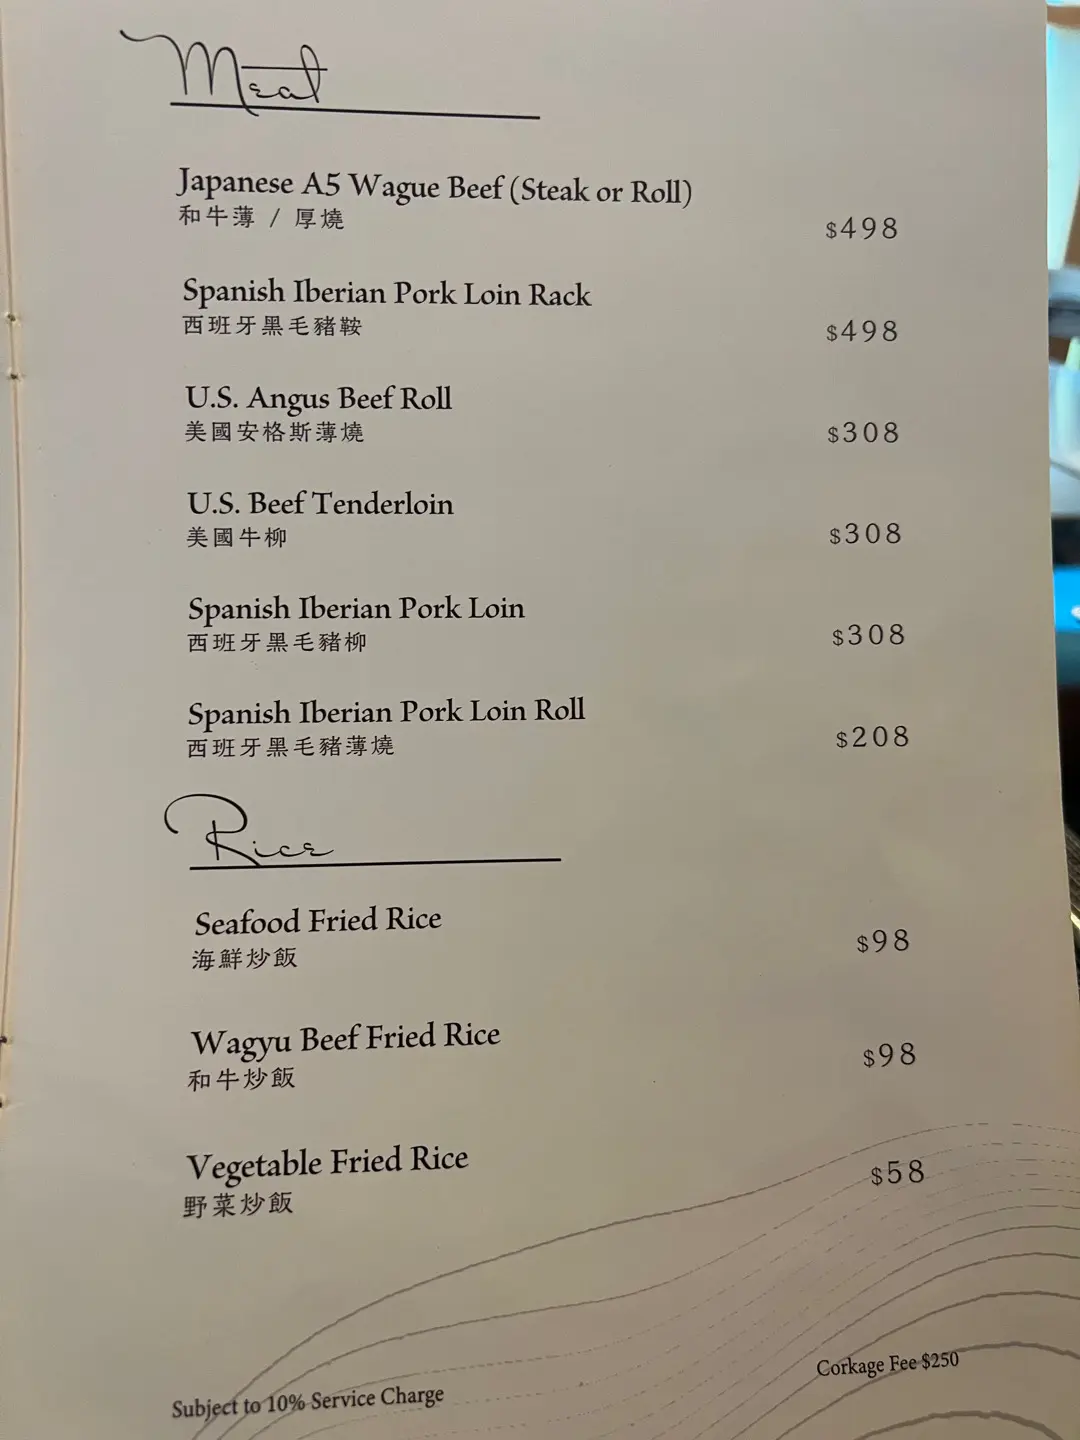 Meat
Japanese A5 Wague Beef (Steak or Roll)
和牛薄 / 厚燒
$498
Spanish Iberian Pork Loin Rack
西班牙黑毛豬鞍
$498
U.S. Angus Beef Roll
美國安格斯薄燒
$308
U.S. Beef Tenderloin
美國牛柳
$308
Spanish Iberian Pork Loin
西班牙黑毛豬柳
$308
Spanish Iberian Pork Loin Roll
西班牙黑毛豬薄燒
$208
Rice
Seafood Fried Rice
海鮮炒飯
$98
Wagyu Beef Fried Rice
和牛炒飯
$98
Vegetable Fried Rice
野菜炒飯
$58
Corkage Fee $250
Subject to 10% Service Charge